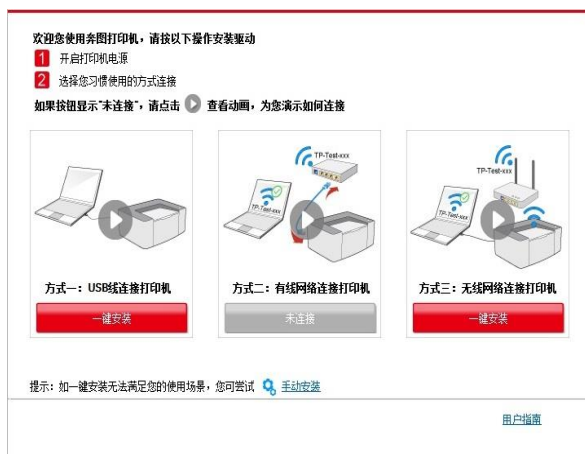 欢迎您使用奔图打印机，请按以下操作安装驱动
1 开启打印机电源
2 选择您习惯使用的方式连接
如果按钮显示"未连接"，请点击 查看动画，为您演示如何连接
TP-Test-xxx
TP-Test-xxx
TP-Test-xxx
TP-Test-xxx
方式一：USB线连接打印机
方式二：有线网络连接打印机
方式三：无线网络连接打印机
一键安装
未连接
一键安装
提示：如一键安装无法满足您的使用场景，您可尝试 手动安装
用户指南